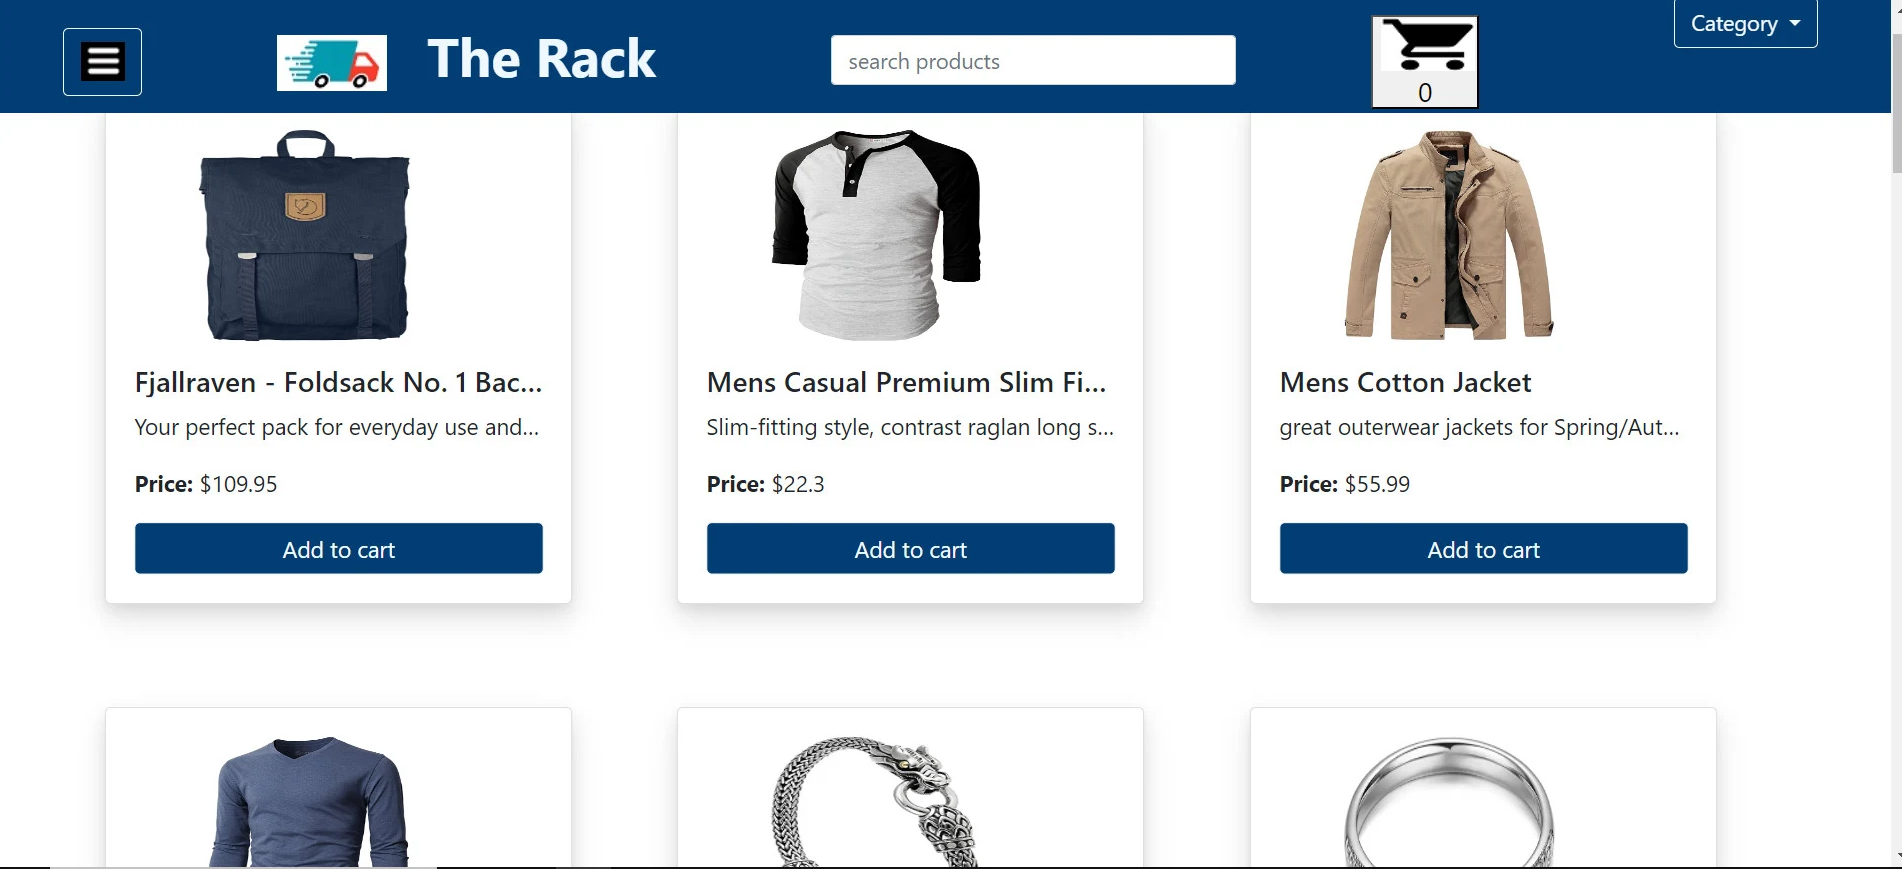 The Rack
search products
0
Category
Fjallraven - Foldsack No. 1 Bac...
Your perfect pack for everyday use and...
Price: $109.95
Add to cart
Mens Casual Premium Slim Fi...
Slim-fitting style, contrast raglan long s...
Price: $22.3
Add to cart
Mens Cotton Jacket
great outerwear jackets for Spring/Aut...
Price: $55.99
Add to cart